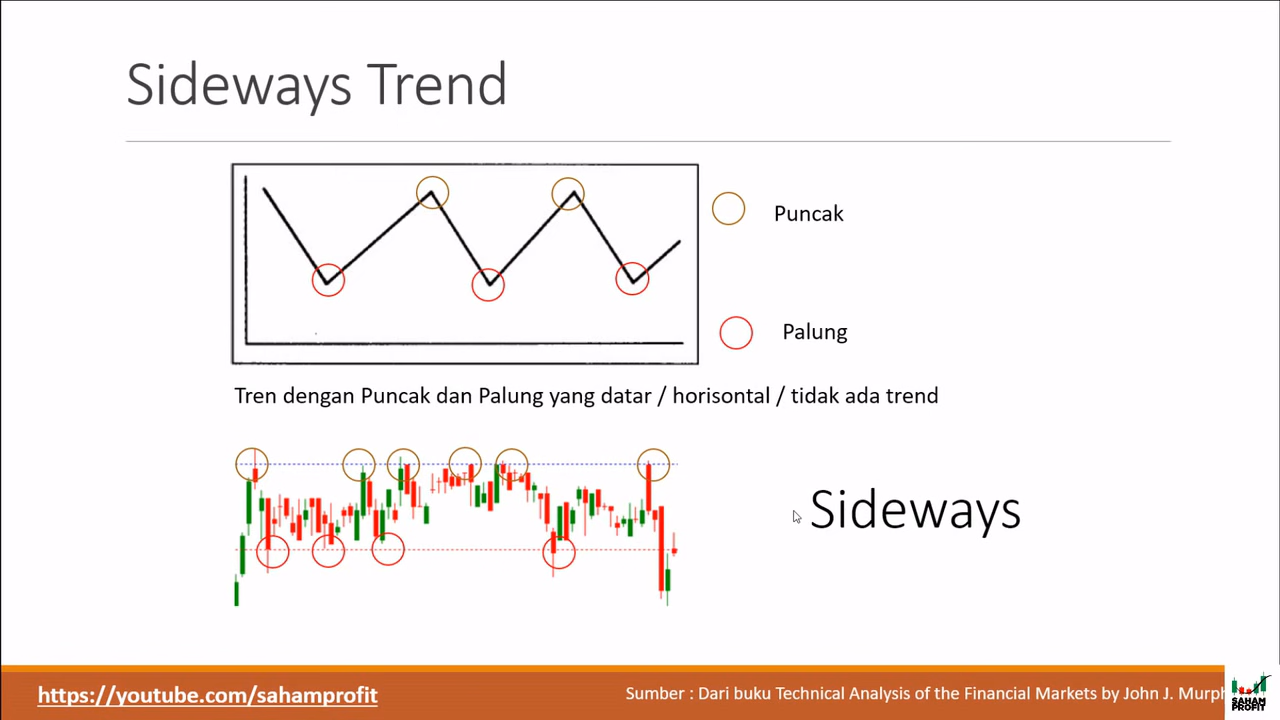 Sideways Trend
Puncak
Palung
Tren dengan Puncak dan Palung yang datar / horisontal / tidak ada trend
Sideways
https://youtube.com/sahamprofit
Sumber : Dari buku Technical Analysis of the Financial Markets by John J. Murph
SAHAM
PROFIT